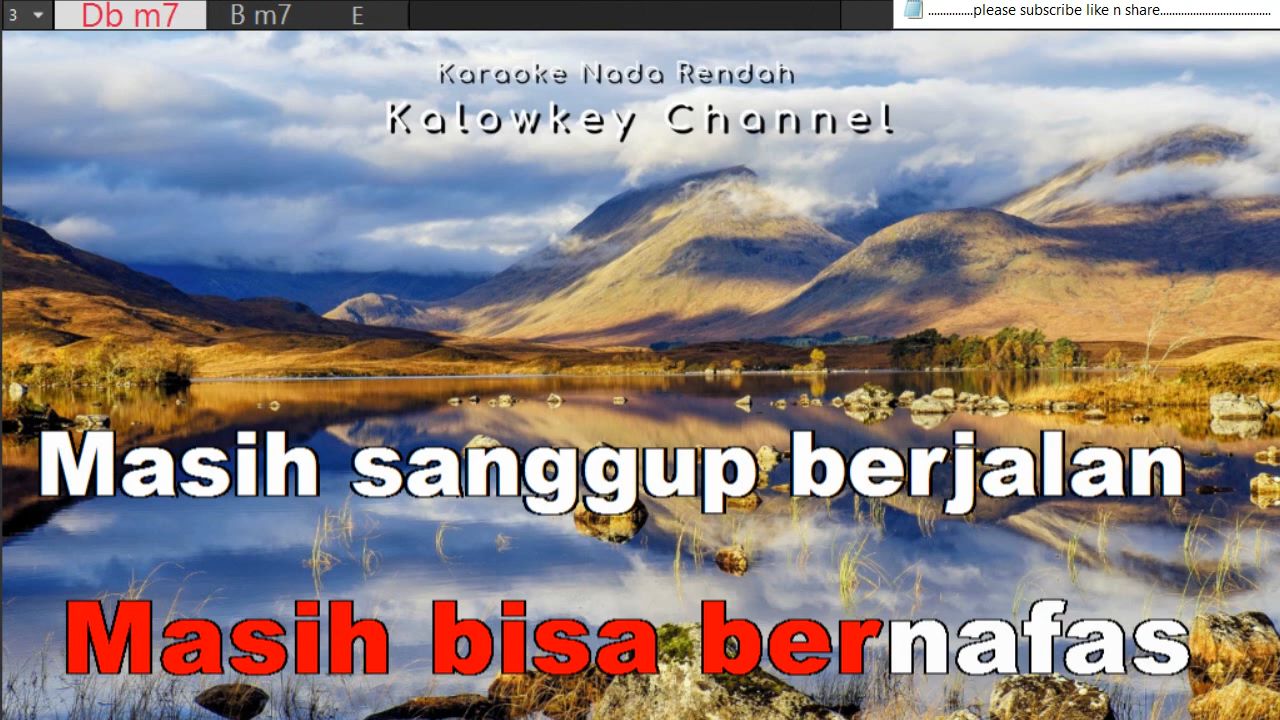 3 Db m7 B m7 E
...............please subscribe like n share.....................................
Karaoke Nada Rendah
Kalowkey Channel
Masih sanggup berjalan
Masih bisa bernafas